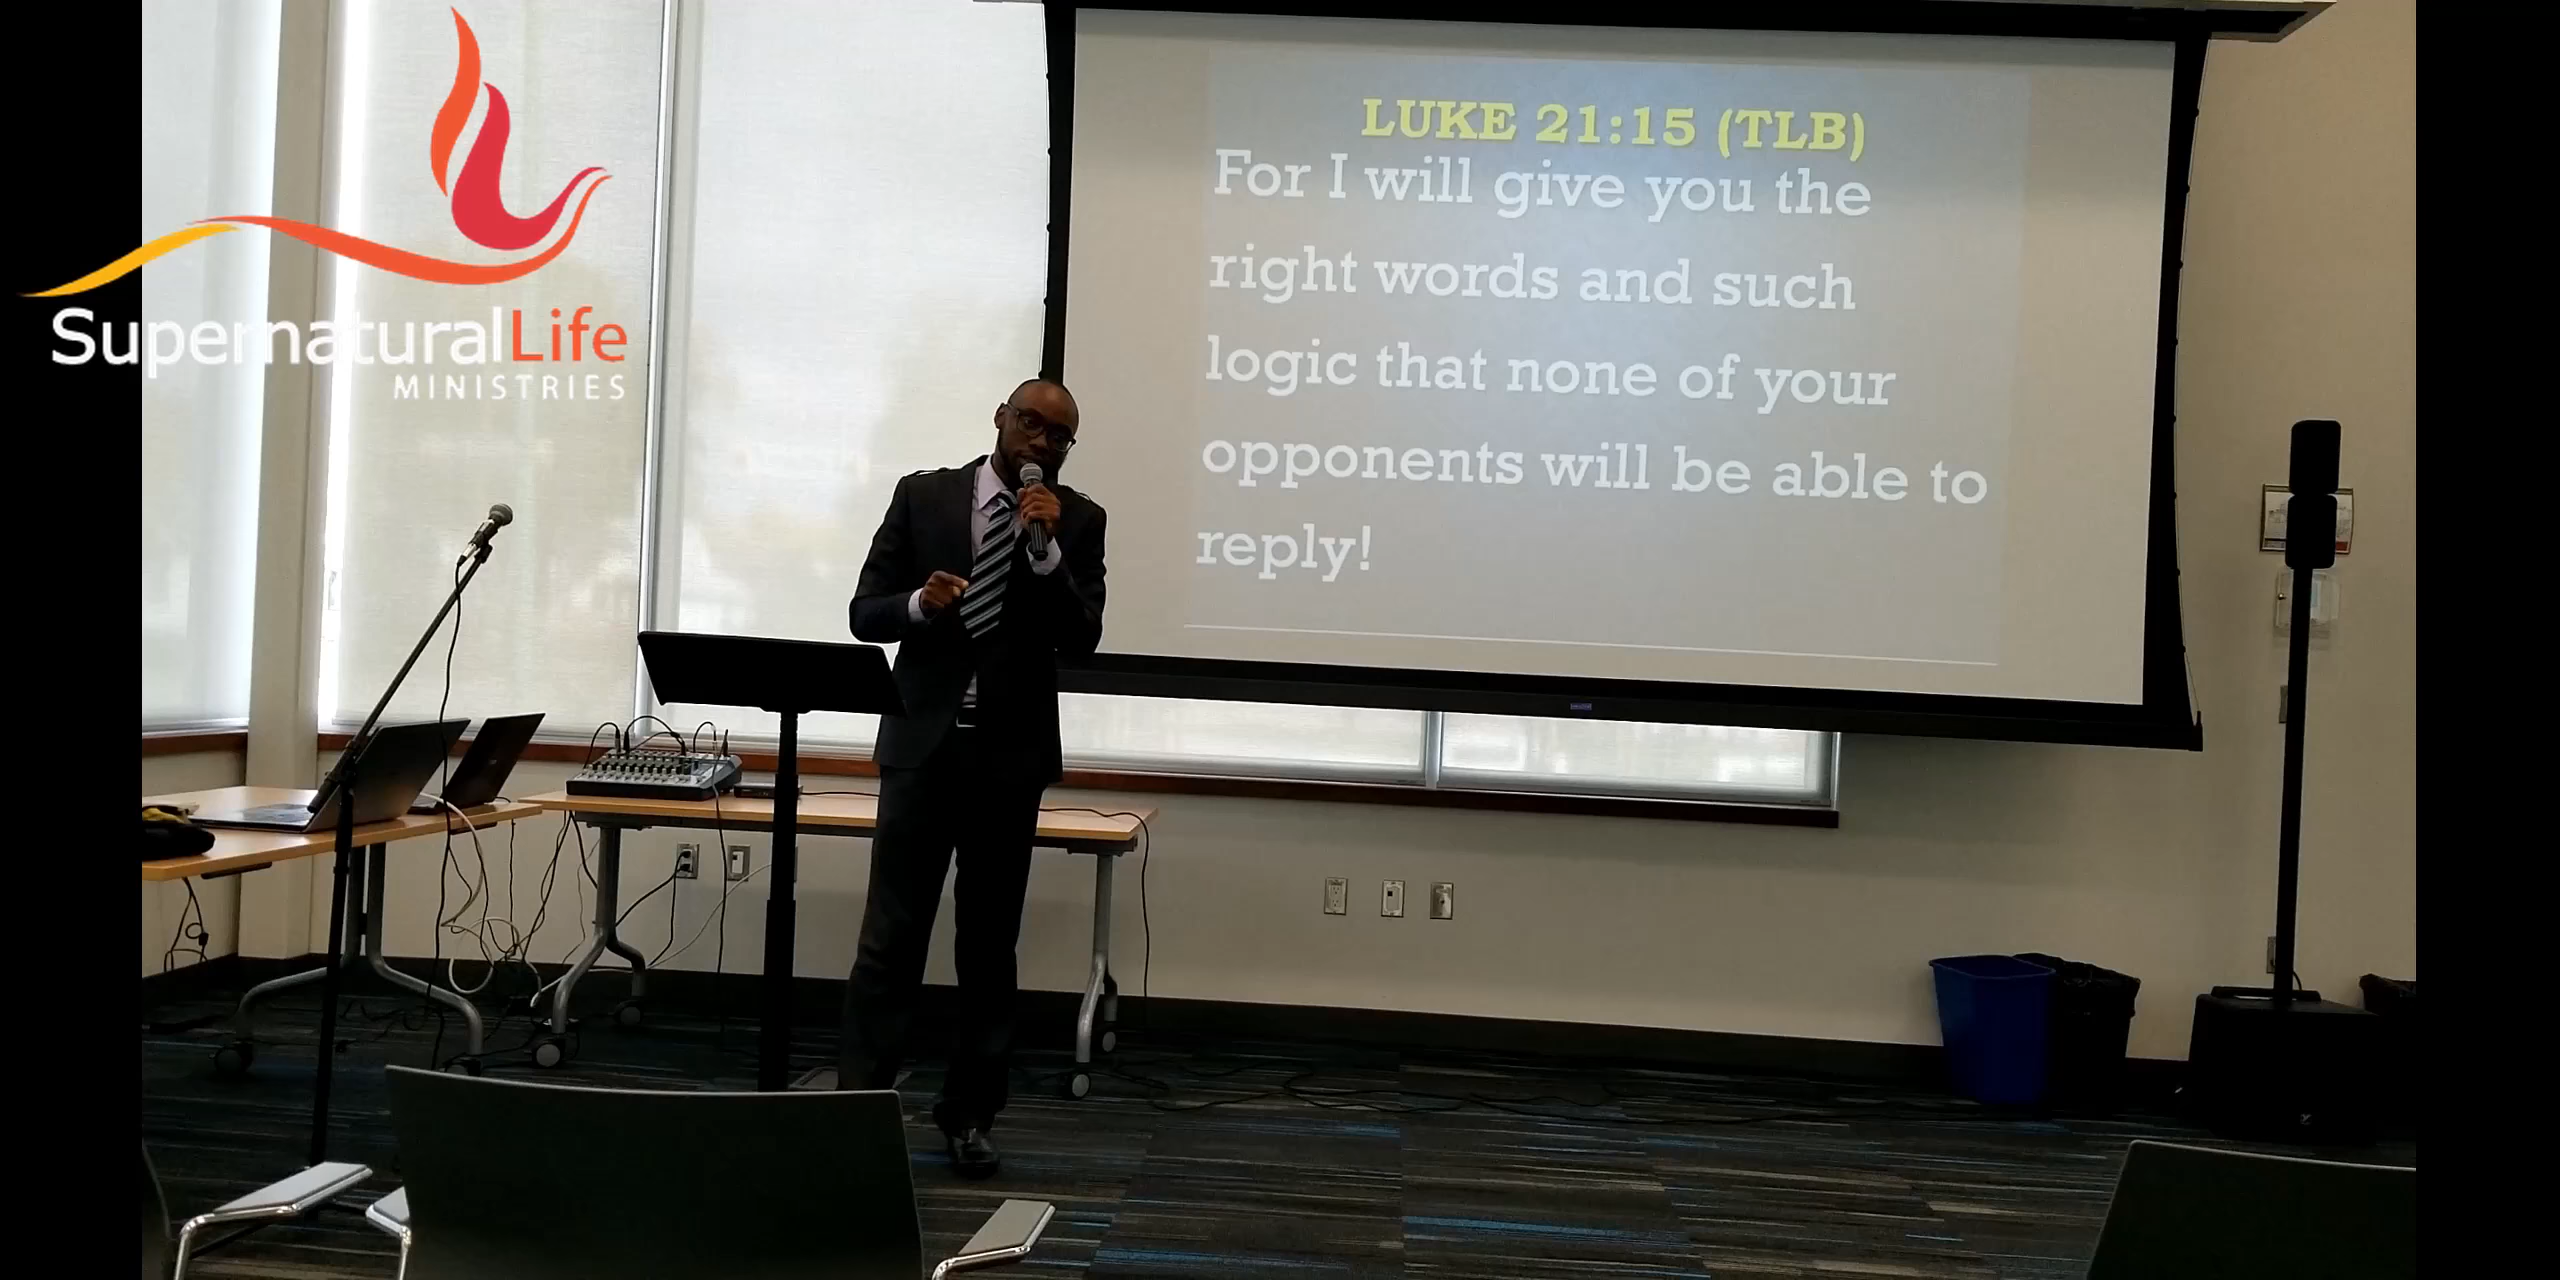 SupernaturalLife
MINISTRIES
LUKE 21:15 (TLB)
For I will give you the
right words and such
logic that none of your
opponents will be able to
reply!